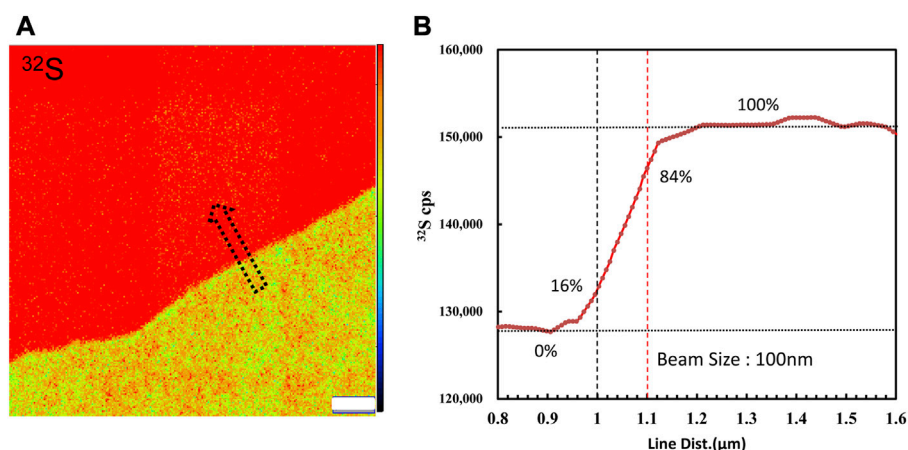 A
32S
B
160,000
150,000
140,000
130,000
120,000
32S cps
100%
84%
16%
0%
Beam Size : 100nm
0.8 0.9 1 1.1 1.2 1.3 1.4 1.5 1.6
Line Dist.(μm)